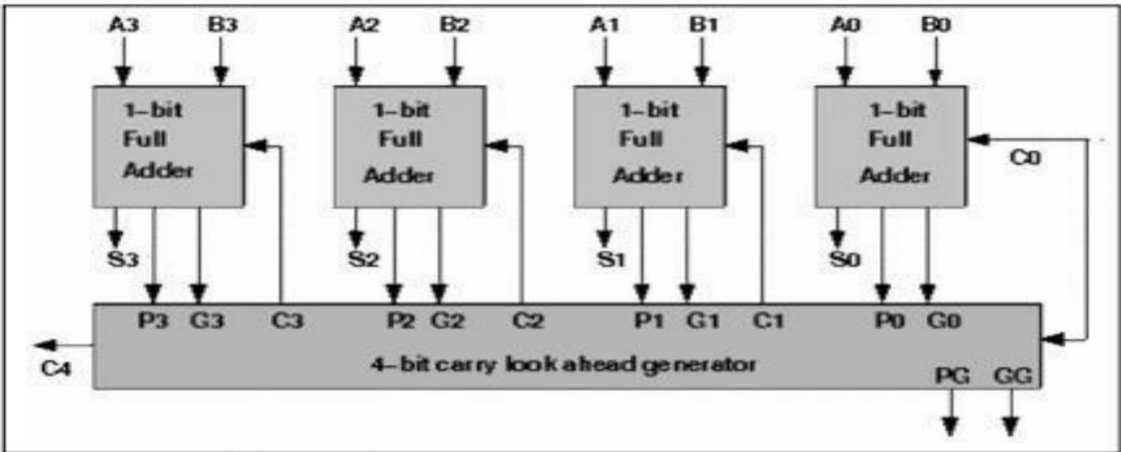 A3 B3 A2 B2 A1 B1 A0 B0
1-bit Full Adder
1-bit Full Adder
1-bit Full Adder
1-bit Full Adder
C0
S3 S2 S1 S0
P3 G3 C3 P2 G2 C2 P1 G1 C1 P0 G0
C4
4-bit carry look ahead generator
PG GG